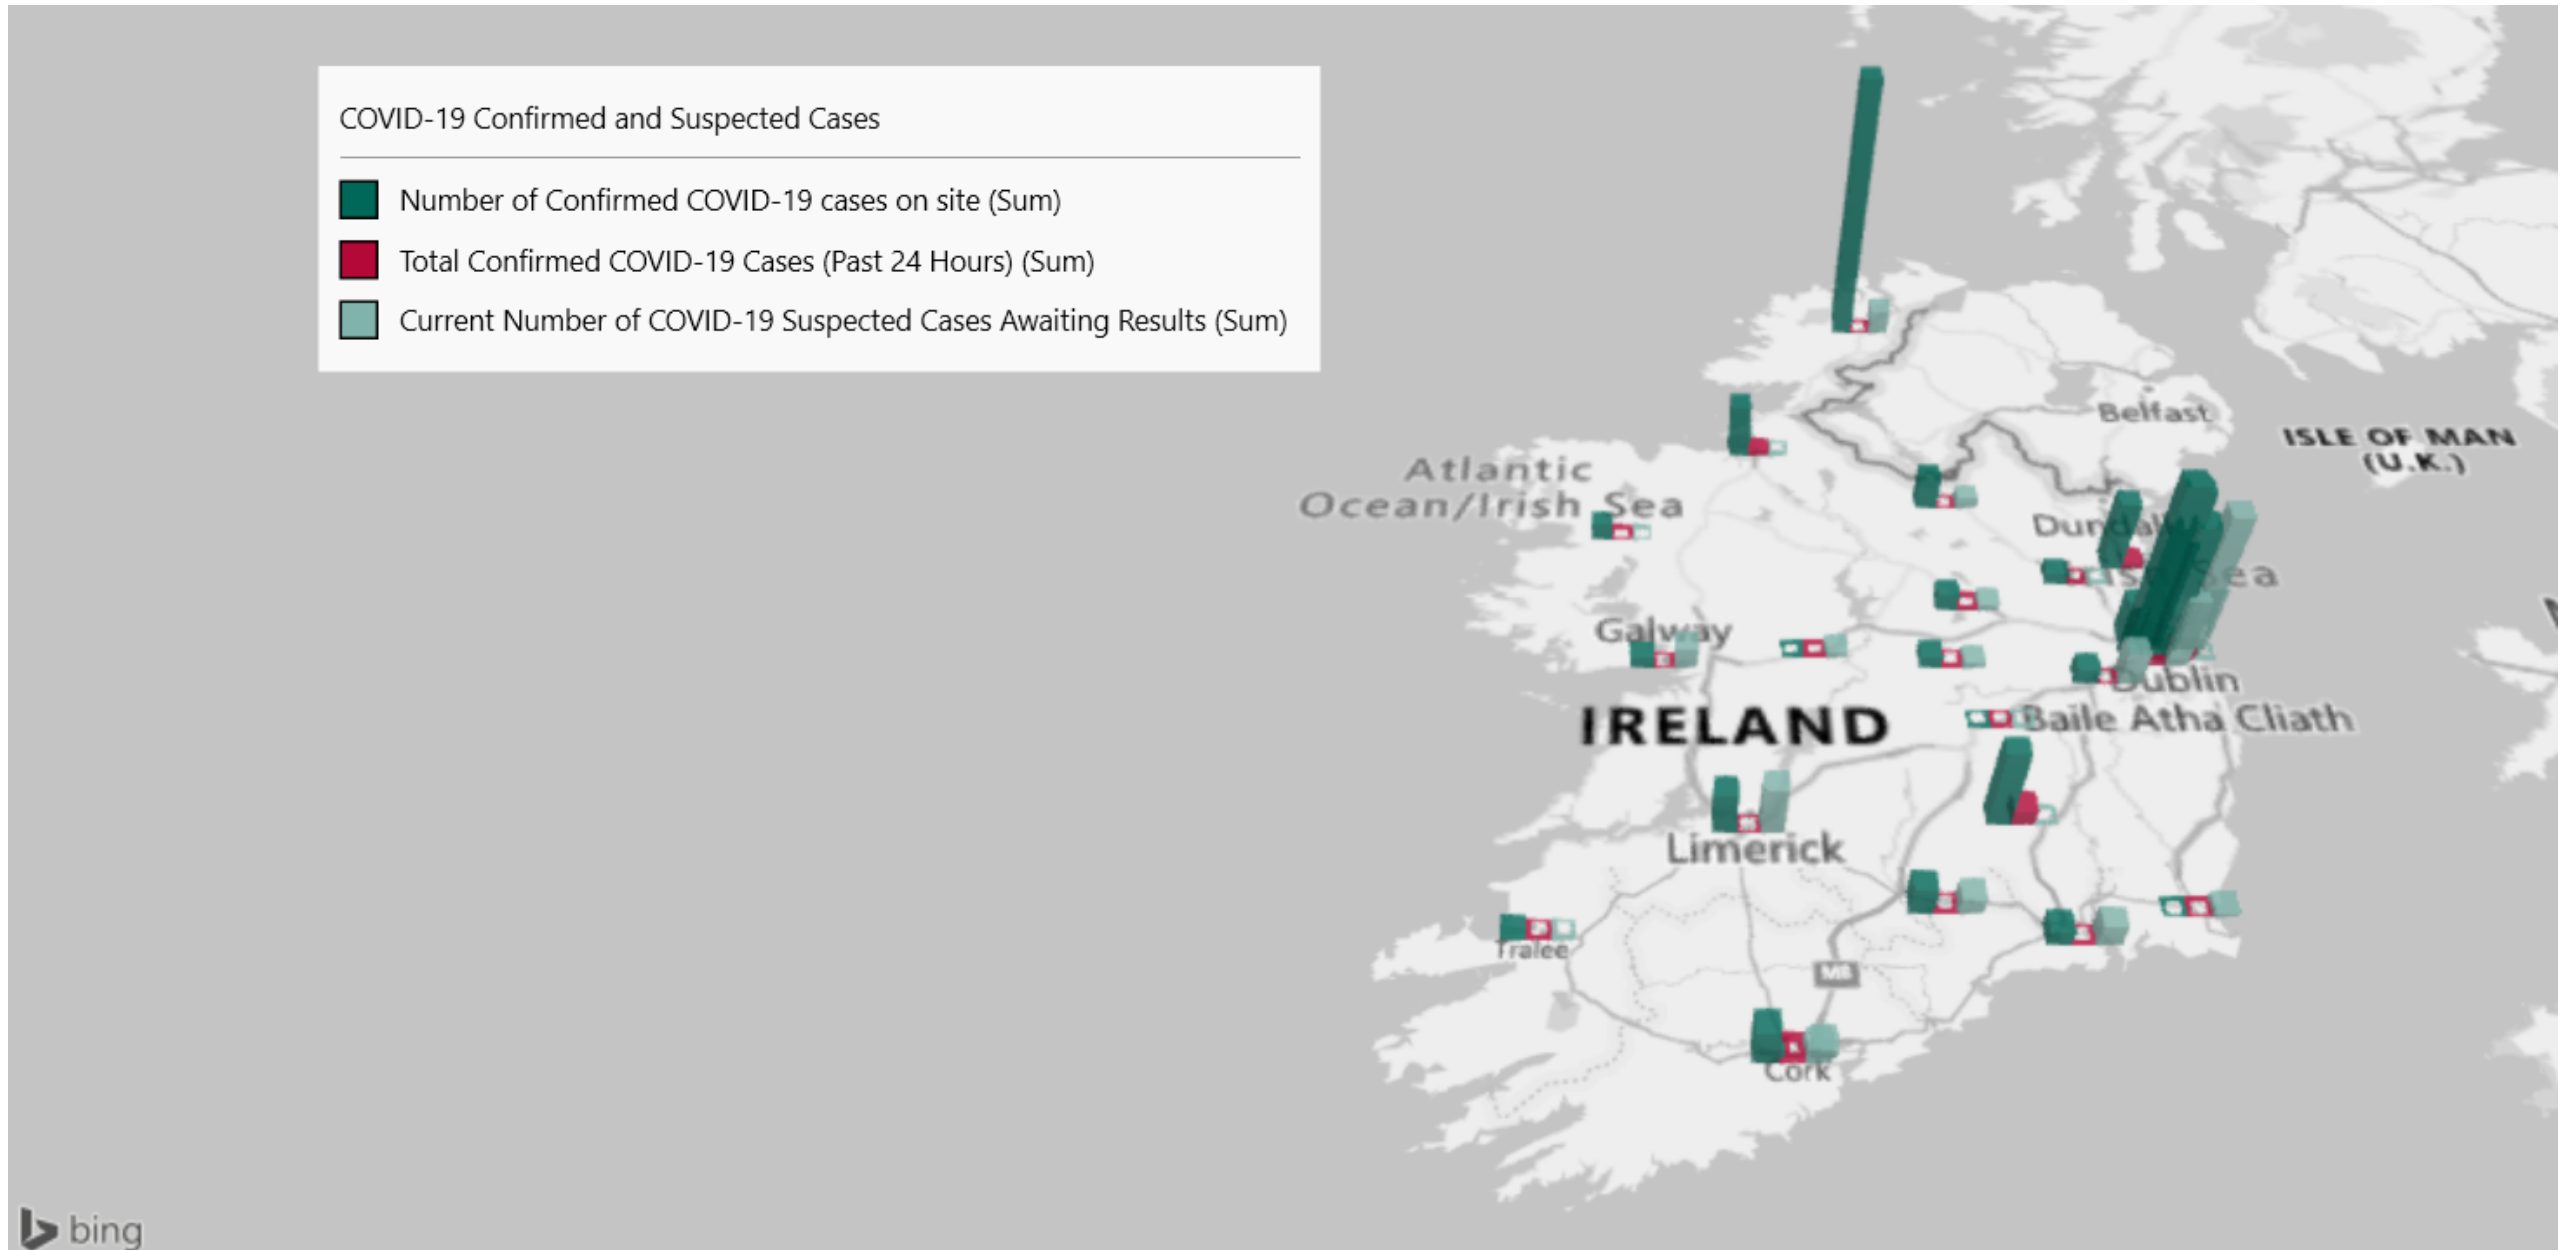 COVID-19 Confirmed and Suspected Cases
Number of Confirmed COVID-19 cases on site (Sum)
Total Confirmed COVID-19 Cases (Past 24 Hours) (Sum)
Current Number of COVID-19 Suspected Cases Awaiting Results (Sum)
Belfast
ISLE OF MAN
(U.K.)
Atlantic
Ocean/Irish Sea
Galway
Dublin
Baile Atha Cliath
IRELAND
Limerick
Tralee
M8
Cork
bing